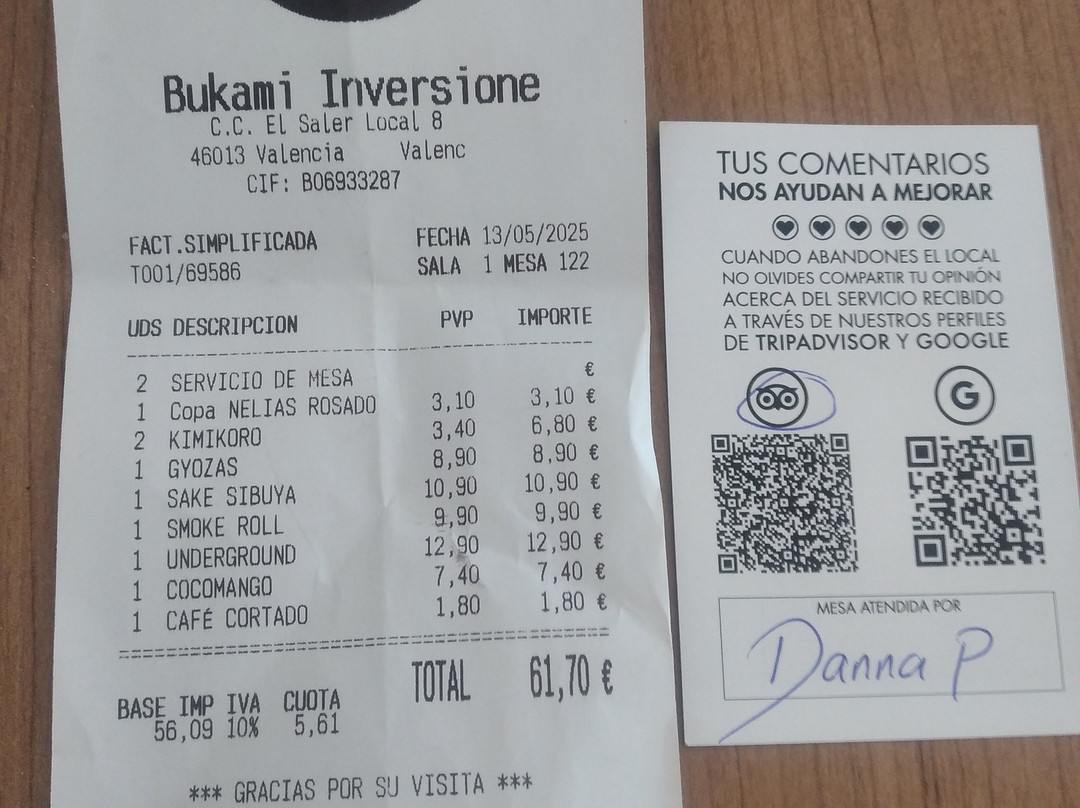 Bukami Inversione
C.C. El Saler Local 8
46013 Valencia Valenc
CIF: B06933287
FACT.SIMPLIFICADA FECHA 13/05/2025
T001/69586 SALA 1 MESA 122
UDS DESCRIPCION PVP IMPORTE
2 SERVICIO DE MESA €
1 Copa NELIAS ROSADO 3,10 3,10 €
2 KIMIKORO 3,40 6,80 €
1 GYOZAS 8,90 8,90 €
1 SAKE SIBUYA 10,90 10,90 €
1 SMOKE ROLL 9,90 9,90 €
1 UNDERGROUND 12,90 12,90 €
1 COCOMANGO 7,40 7,40 €
1 CAFÉ CORTADO 1,80 1,80 €
TOTAL 61,70 €
BASE IMP IVA CUOTA
56,09 10% 5,61
*** GRACIAS POR SU VISITA ***
TUS COMENTARIOS
NOS AYUDAN A MEJORAR
CUANDO ABANDONES EL LOCAL
NO OLVIDES COMPARTIR TU OPINIÓN
ACERCA DEL SERVICIO RECIBIDO
A TRAVÉS DE NUESTROS PERFILES
DE TRIPADVISOR Y GOOGLE
G
MESA ATENDIDA POR
Danna P